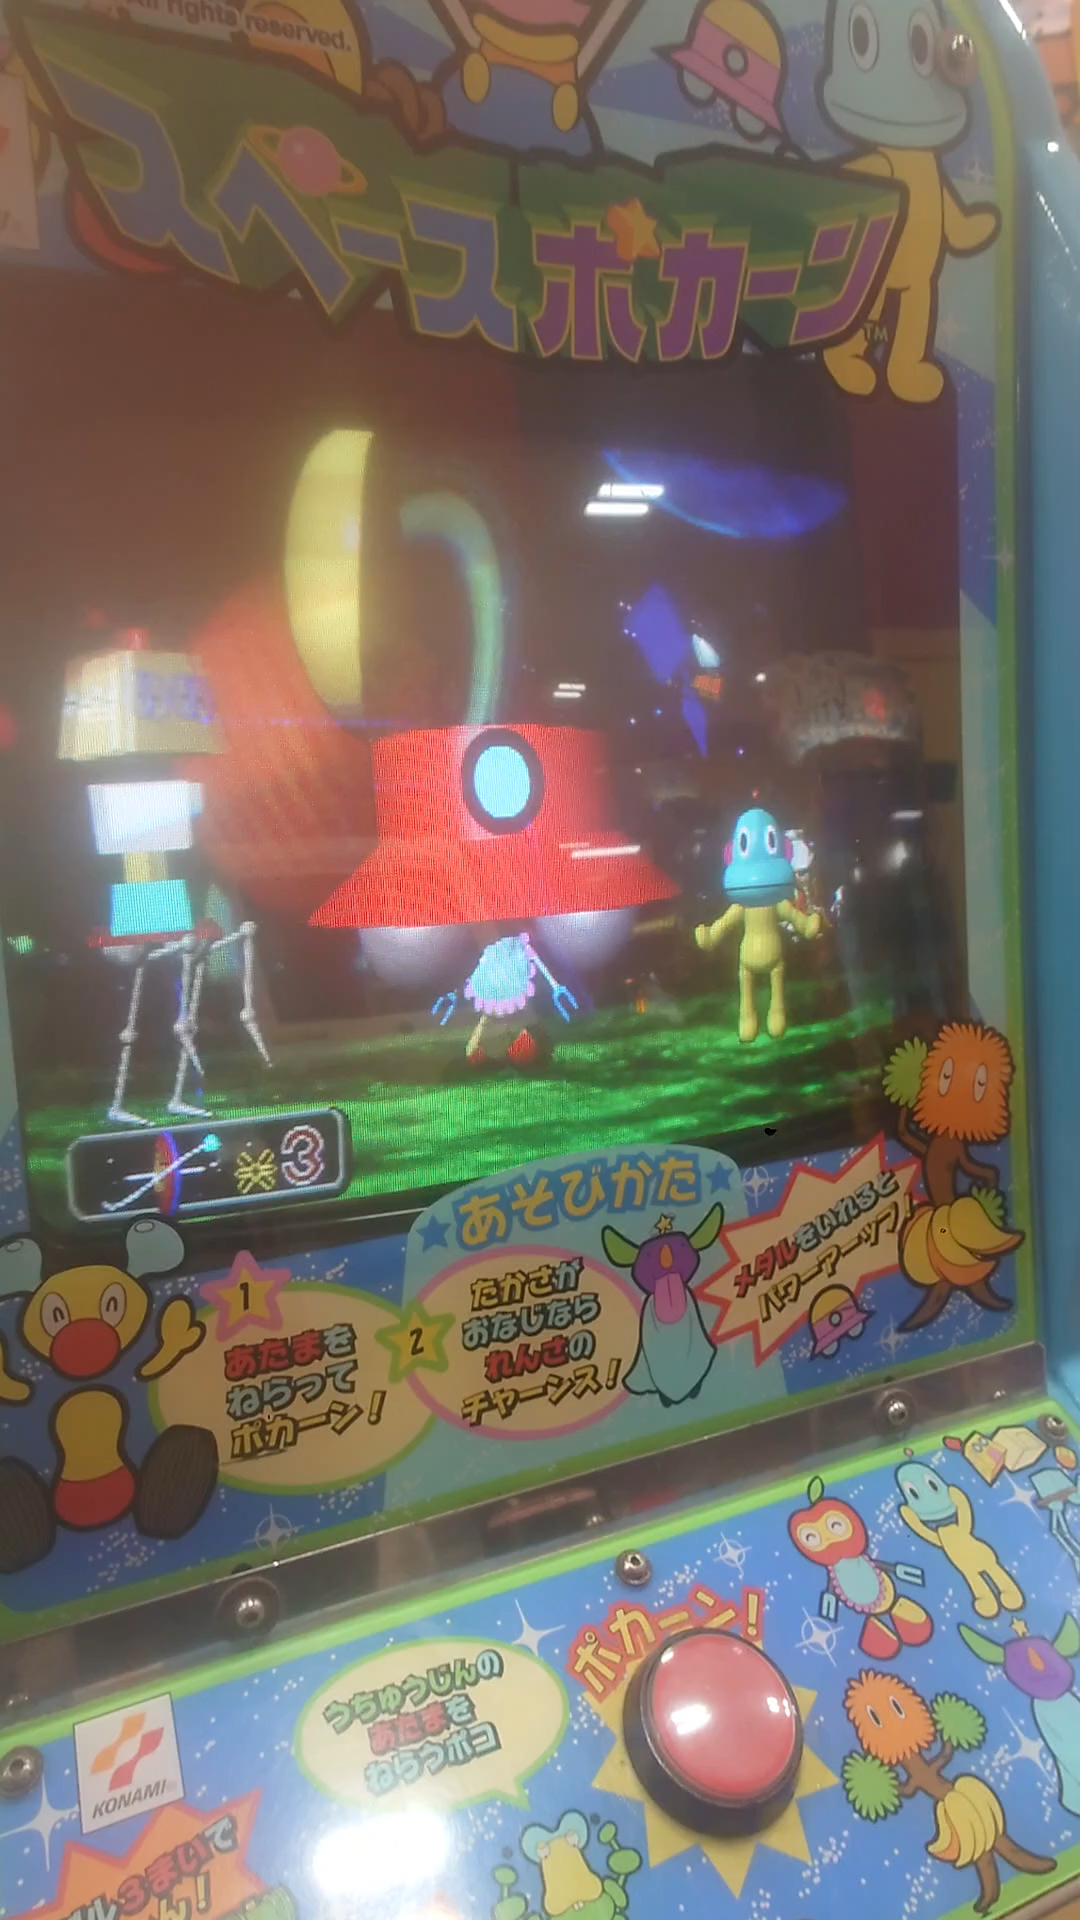 All rights reserved.
スペースポカーン
TM
3
あそびかた
1
あたまを
ねらって
ポカーン!
2
たかさが
おなじなら
れんさの
チャーンス!
メダルをいれると
パワーアーップ!
ポカーン!
うちゅうじんの
あたまを
ねらつポコ
KONAMI
3まいで